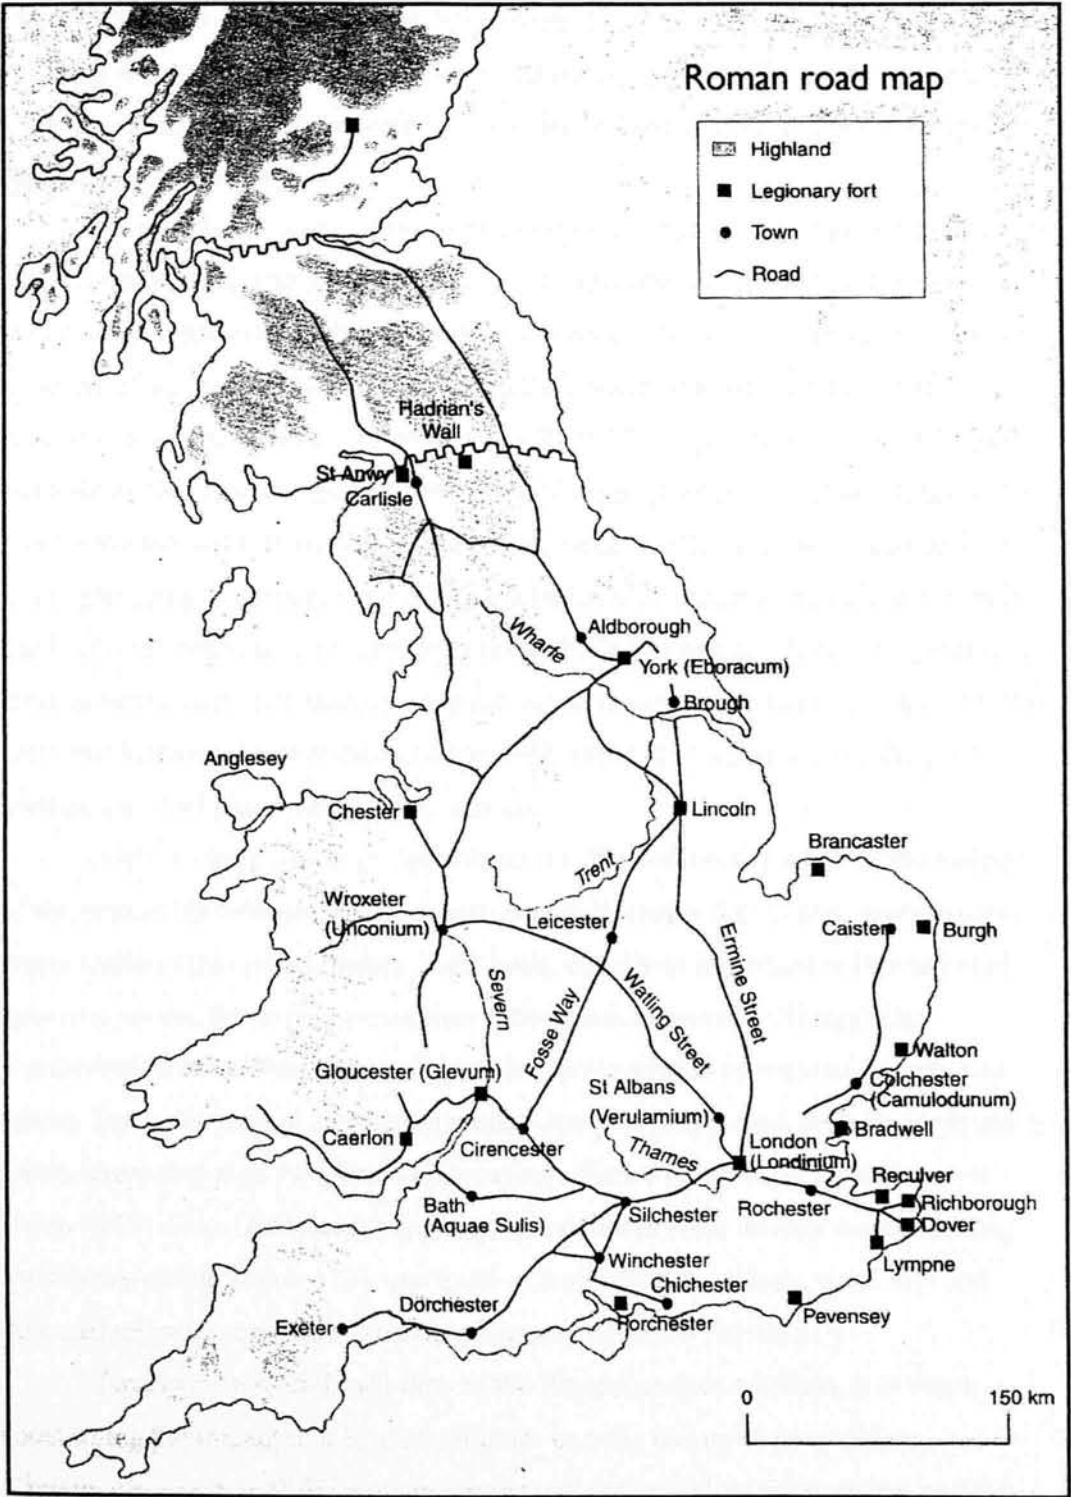 Roman road map
Highland
Legionary fort
Town
Road
Hadrian's
Wall
St Anwy
Carlisle
Wharfe
Aldborough
York (Eboracum)
Brough
Anglesey
Chester
Lincoln
Brancaster
Trent
Wroxeter
(Uriconium)
Leicester
Caister
Burgh
Severn
Fosse Way
Watling Street
Ermine Street
Walton
Gloucester (Glevum)
St Albans
(Verulamium)
Colchester
(Camulodunum)
Caerlon
Cirencester
Thames
London
(Londinium)
Bradwell
Reculver
Bath
(Aquae Sulis)
Silchester
Rochester
Richborough
Dover
Winchester
Lympne
Chichester
Dorchester
Exeter
Porchester
Pevensey
0 150 km